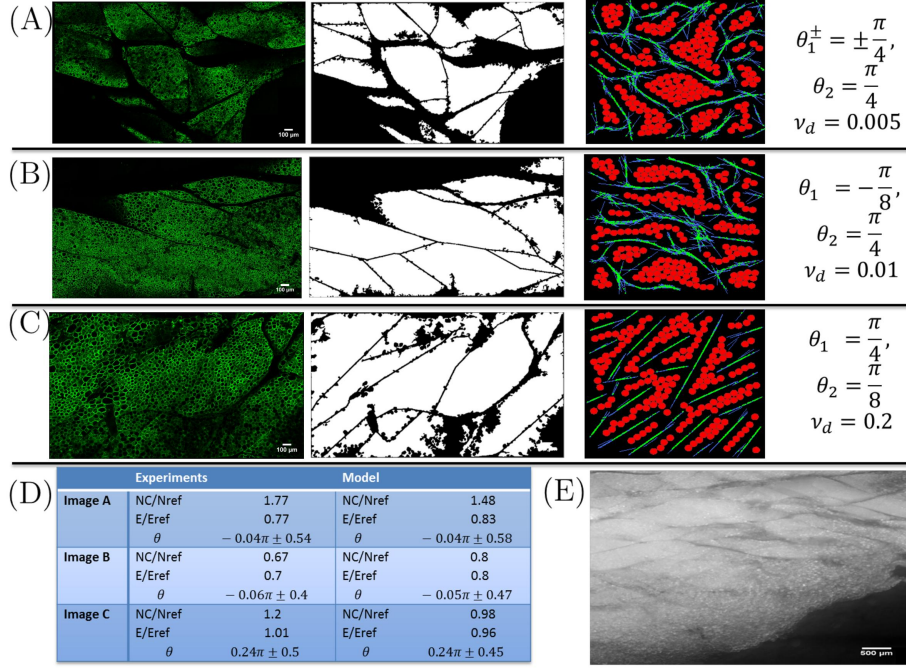 (A)
100 μm
θ₁^± = ±π/4,
θ₂ = π/4
ν_d = 0.005
(B)
100 μm
θ₁ = −π/8,
θ₂ = π/4
ν_d = 0.01
(C)
100 μm
θ₁ = π/4,
θ₂ = π/8
ν_d = 0.2
(D)
Experiments Model
Image A NC/Nref 1.77 NC/Nref 1.48
E/Eref 0.77 E/Eref 0.83
θ −0.04π ± 0.54 θ −0.04π ± 0.58
Image B NC/Nref 0.67 NC/Nref 0.8
E/Eref 0.7 E/Eref 0.8
θ −0.06π ± 0.4 θ −0.05π ± 0.47
Image C NC/Nref 1.2 NC/Nref 0.98
E/Eref 1.01 E/Eref 0.96
θ 0.24π ± 0.5 θ 0.24π ± 0.45
(E)
500 μm